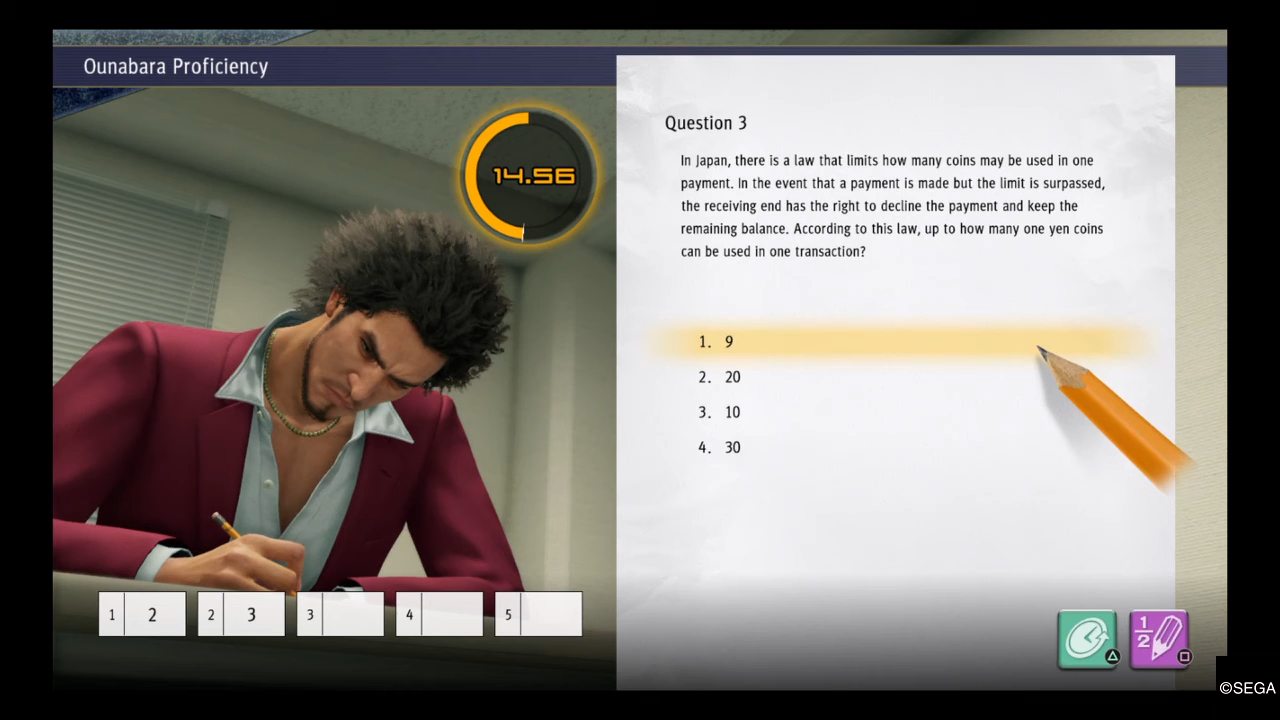 Ounabara Proficiency
14.56
Question 3
In Japan, there is a law that limits how many coins may be used in one
payment. In the event that a payment is made but the limit is surpassed,
the receiving end has the right to decline the payment and keep the
remaining balance. According to this law, up to how many one yen coins
can be used in one transaction?
1. 9
2. 20
3. 10
4. 30
1 2 2 3 3 4 5
1/2
©SEGA